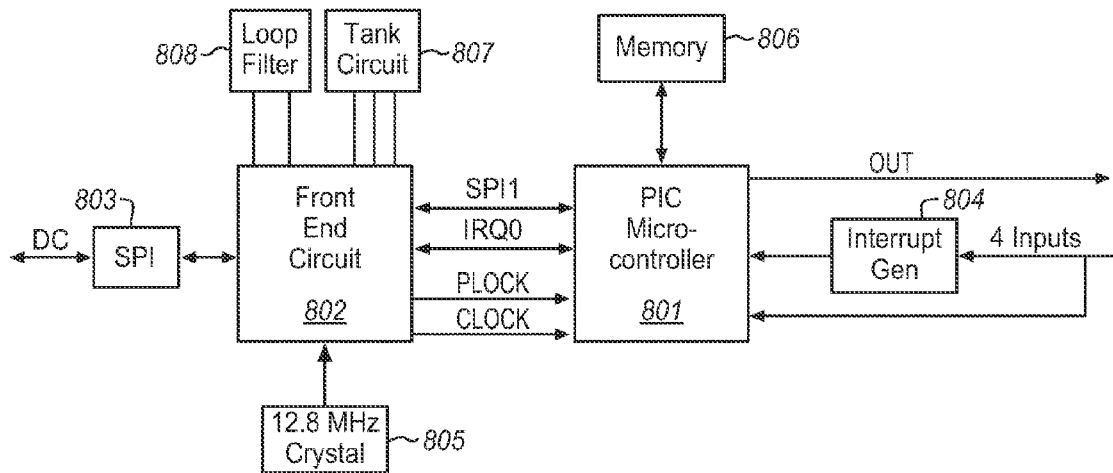 808
Loop
Filter
Tank
Circuit
807
Memory
806
803
DC
SPI
Front
End
Circuit
802
SPI1
IRQ0
PLOCK
CLOCK
PIC
Micro-
controller
801
OUT
804
Interrupt
Gen
4 Inputs
12.8 MHz
Crystal
805